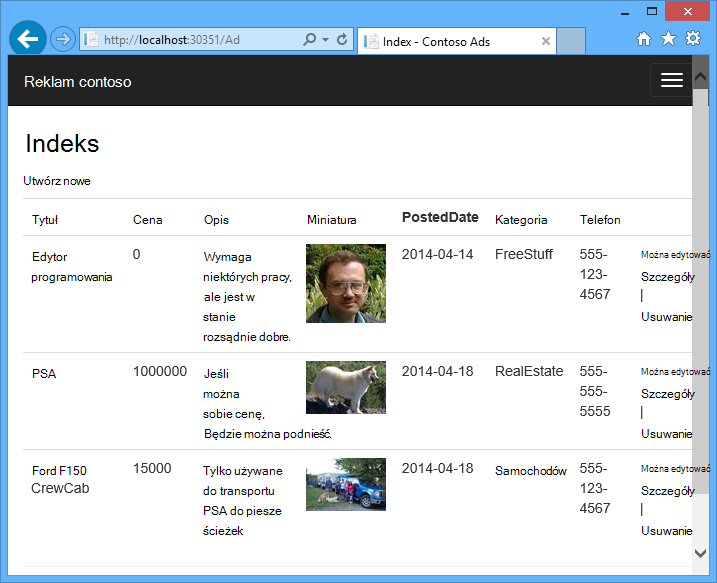 http://localhost:30351/Ad
Index - Contoso Ads
Reklam contoso
Indeks
Utwórz nowe
Tytuł Cena Opis Miniatura PostedDate Kategoria Telefon
Edytor 0 Wymaga 2014-04-14 FreeStuff 555- Można edytować
programowania niektórych pracy, 123- Szczegóły
ale jest w 4567 |
stanie Usuwanie
rozsądnie dobre.
PSA 1000000 Jeśli 2014-04-18 RealEstate 555- Można edytować
można 555- Szczegóły
sobie cenę, 5555 |
Będzie można podnieść. Usuwanie
Ford F150 15000 Tylko używane 2014-04-18 Samochodów 555- Można edytować
CrewCab do transportu 123- Szczegóły
PSA do piesze 4567 |
ścieżek Usuwanie